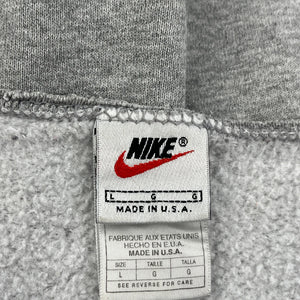 NIKE®
L G G
MADE IN U.S.A.
FABRIQUE AUX ETATS UNIS
HECHO EN E.U.A.
MADE IN U.S.A.
SIZE TAILLE TALLA
L G G
SEE REVERSE FOR CARE